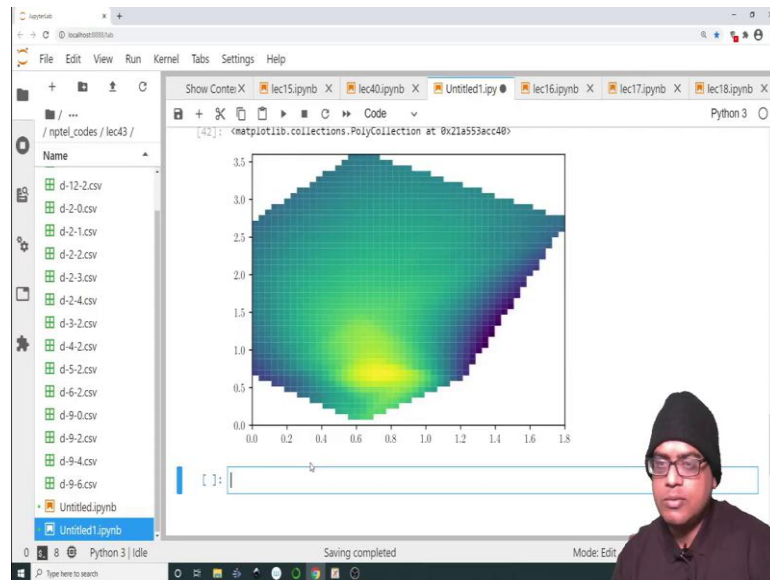 JupyterLab
localhost:8888/lab
File Edit View Run Kernel Tabs Settings Help
Show Contex lec15.ipynb lec40.ipynb Untitled1.ipy lec16.ipynb lec17.ipynb lec18.ipynb
Code
Python 3
/ ...
/ nptel_codes / lec43 /
Name
d-12-2.csv
d-2-0.csv
d-2-1.csv
d-2-2.csv
d-2-3.csv
d-2-4.csv
d-3-2.csv
d-4-2.csv
d-5-2.csv
d-6-2.csv
d-9-0.csv
d-9-2.csv
d-9-4.csv
d-9-6.csv
Untitled.ipynb
Untitled1.ipynb
[42]: <matplotlib.collections.PolyCollection at 0x21a553acc40>
3.5
3.0
2.5
2.0
1.5
1.0
0.5
0.0
0.0 0.2 0.4 0.6 0.8 1.0 1.2 1.4 1.6 1.8
[ ]:
0 8 Python 3 | Idle Saving completed Mode: Edit
Type here to search